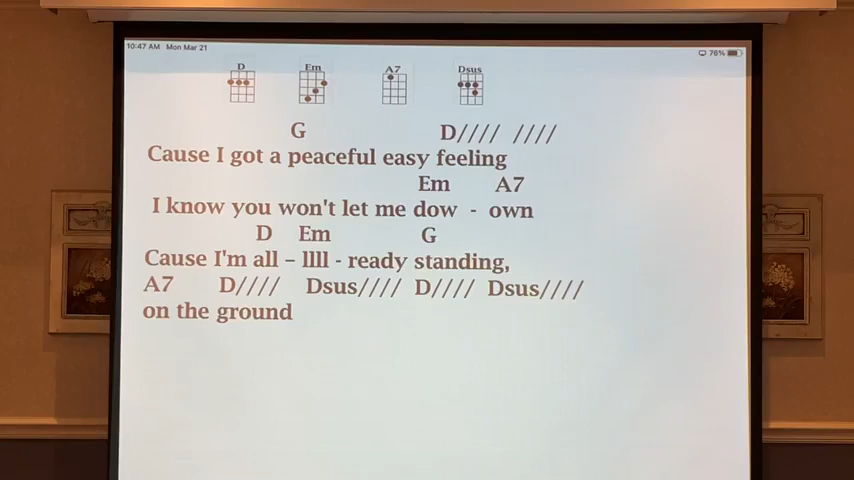 10:47 AM Mon Mar 21
76%
D Em A7 Dsus
G D//// ////
Cause I got a peaceful easy feeling
Em A7
I know you won't let me dow - own
D Em G
Cause I'm all – llll - ready standing,
A7 D//// Dsus//// D//// Dsus////
on the ground